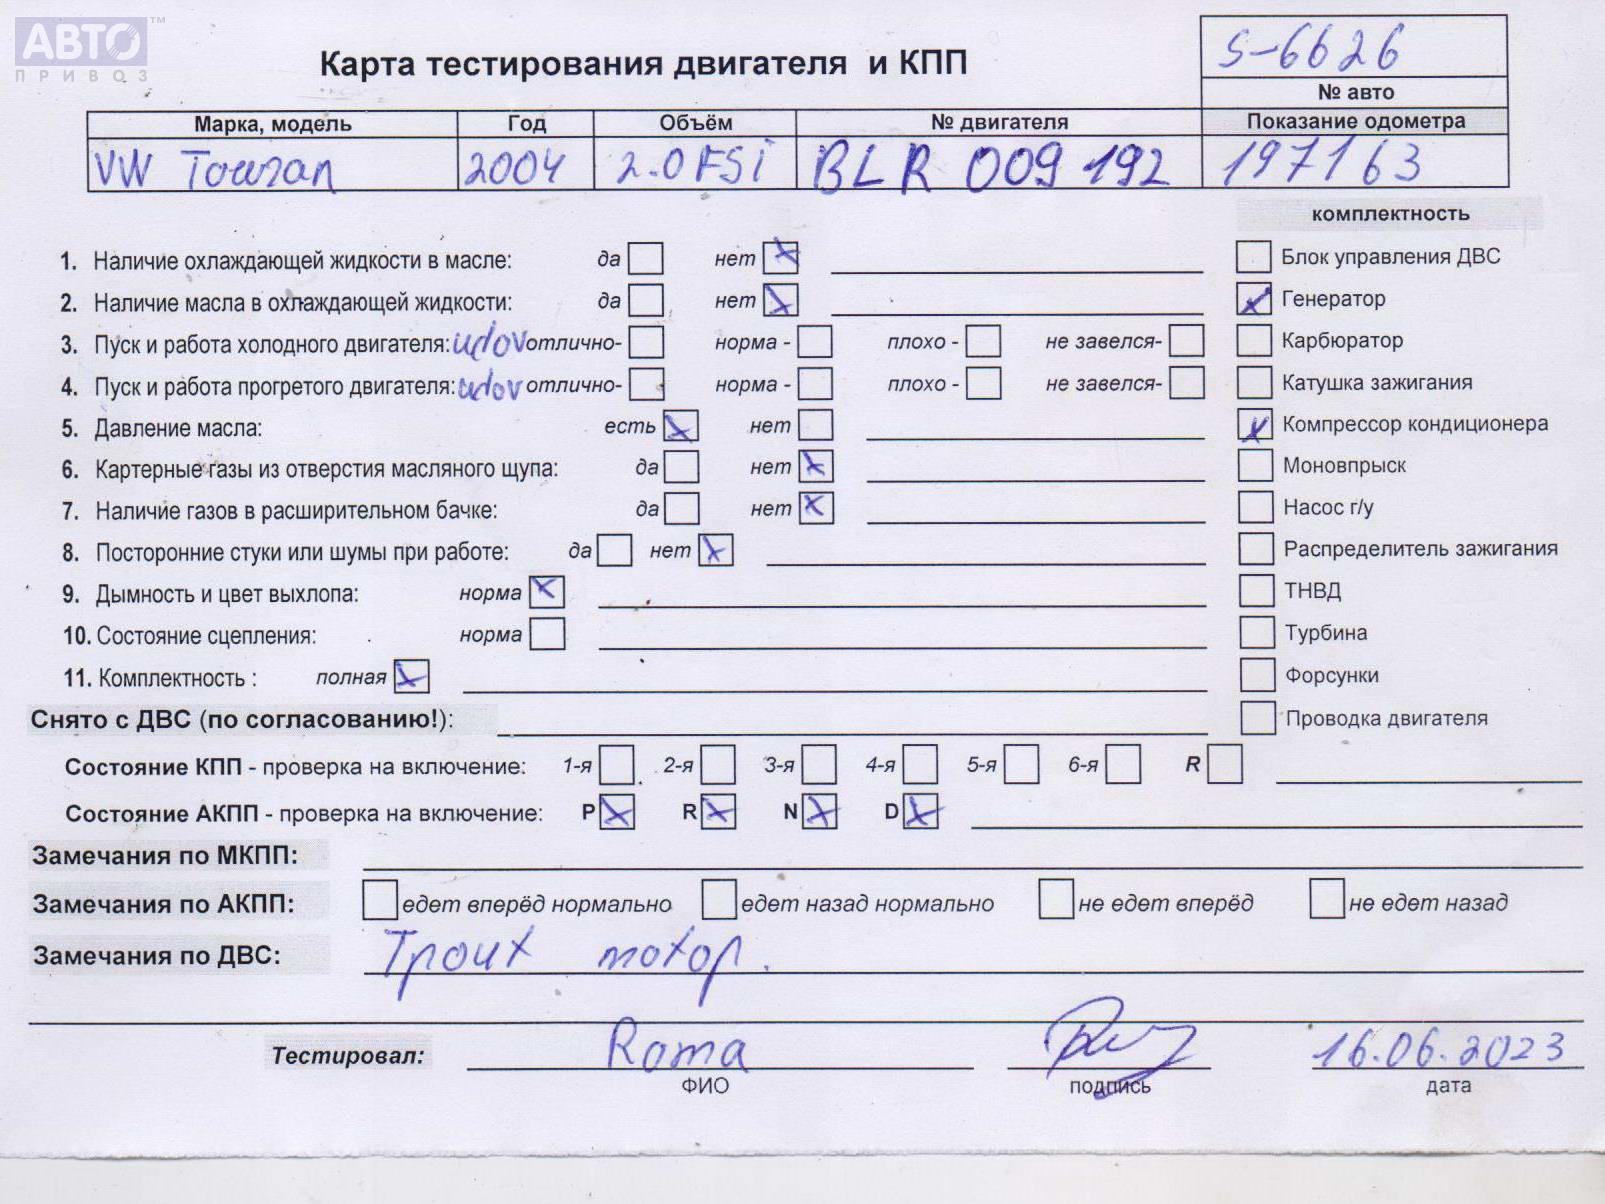 АВТО™
ПРИВОЗ
Карта тестирования двигателя и КПП
S-6626
№ авто
Марка, модель Год Объём № двигателя Показание одометра
VW Touran 2004 2.0 FSi BLR 009 192 197163
комплектность
1. Наличие охлаждающей жидкости в масле: да нет
Блок управления ДВС
2. Наличие масла в охлаждающей жидкости: да нет
Генератор
3. Пуск и работа холодного двигателя: udov отлично- норма - плохо - не завелся-
Карбюратор
4. Пуск и работа прогретого двигателя: udov отлично- норма - плохо - не завелся-
Катушка зажигания
5. Давление масла: есть нет
Компрессор кондиционера
6. Картерные газы из отверстия масляного щупа: да нет
Моновпрыск
7. Наличие газов в расширительном бачке: да нет
Насос г/у
8. Посторонние стуки или шумы при работе: да нет
Распределитель зажигания
9. Дымность и цвет выхлопа: норма
ТНВД
10. Состояние сцепления: норма
Турбина
11. Комплектность : полная
Форсунки
Снято с ДВС (по согласованию!):
Проводка двигателя
Состояние КПП - проверка на включение: 1-я 2-я 3-я 4-я 5-я 6-я R
Состояние АКПП - проверка на включение: P R N D
Замечания по МКПП:
Замечания по АКПП: едет вперёд нормально едет назад нормально не едет вперёд не едет назад
Замечания по ДВС: Троит мотор.
Тестировал: Roma 16.06.2023
ФИО подпись дата